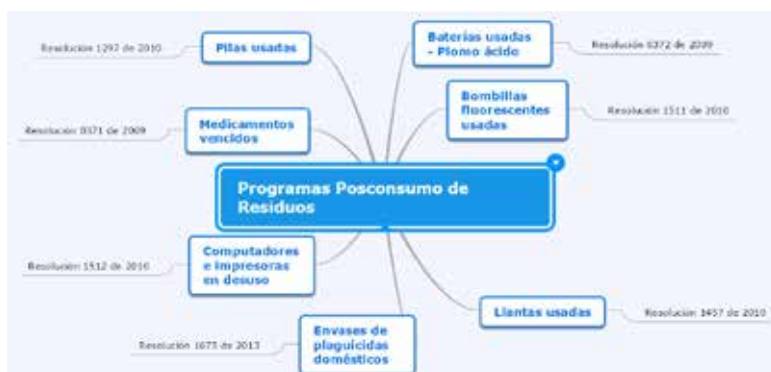 Resolución 1297 de 2010
Pilas usadas
Baterías usadas
- Plomo ácido
Resolución 0372 de 2009
Bombillas
fluorescentes
usadas
Resolución 1511 de 2010
Resolución 0371 de 2009
Medicamentos
vencidos
Programas Posconsumo de
Residuos
Resolución 1512 de 2010
Computadores
e impresoras
en desuso
Llantas usadas
Resolución 1457 de 2010
Resolución 1675 de 2013
Envases de
plaguicidas
domésticos